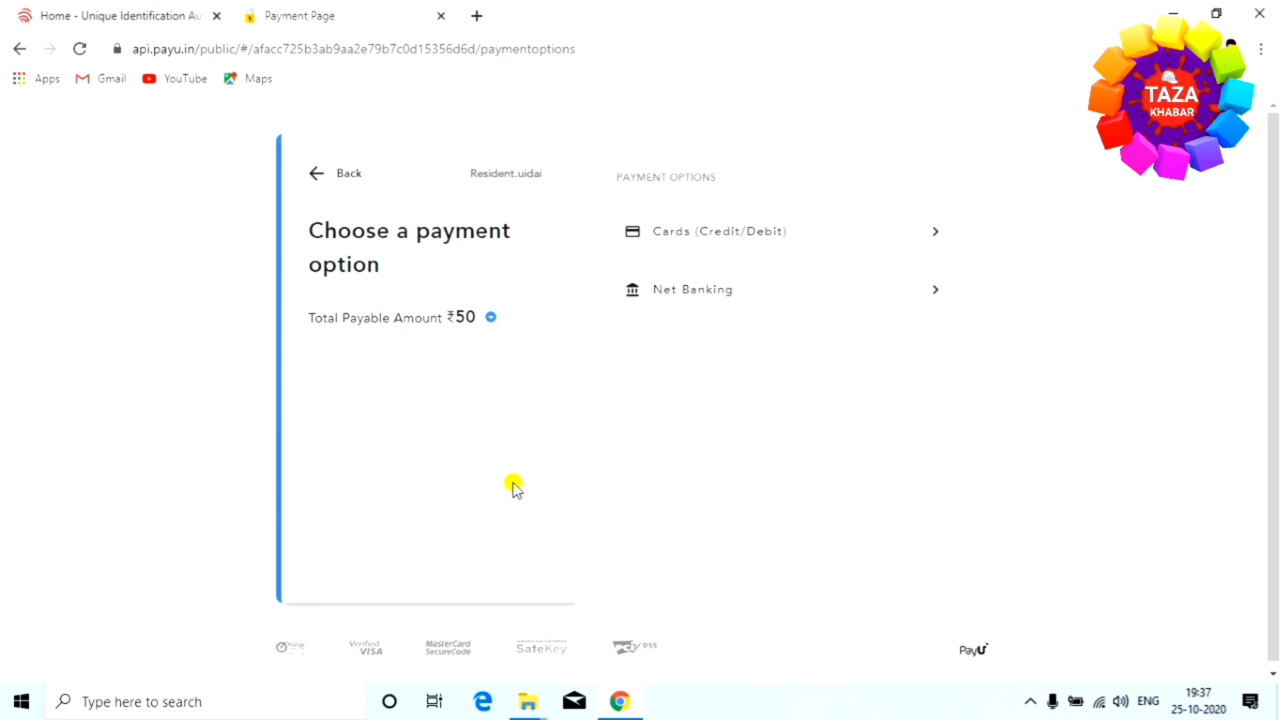 Home - Unique Identification Au
Payment Page
api.payu.in/public/#/afacc725b3ab9aa2e79b7c0d15356d6d/paymentoptions
Apps
Gmail
YouTube
Maps
TAZA
KHABAR
Back
Resident.uidai
Choose a payment
option
Total Payable Amount ₹50
PAYMENT OPTIONS
Cards (Credit/Debit)
Net Banking
Verified
VISA
MasterCard
SecureCode
SafeKey
PCI DSS
PayU
Type here to search
ENG
19:37
25-10-2020